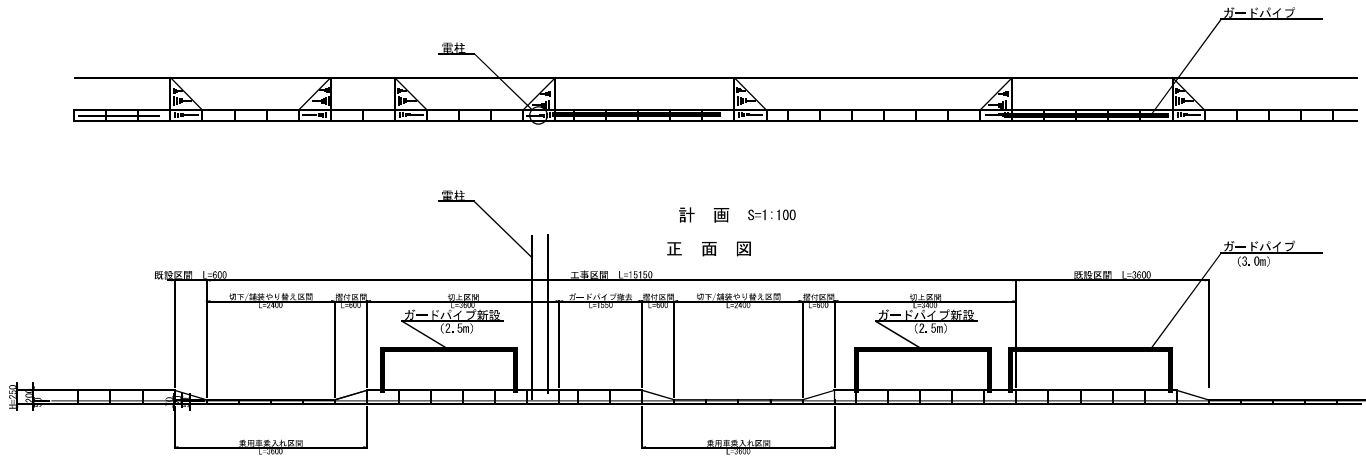 ガードパイプ
電柱
電柱
計　画　S=1:100
正　面　図
ガードパイプ
(3.0m)
既設区間　L=600
工事区間　L=15150
既設区間　L=3600
切下/舗装やり替え区間
L=2400
摺付区間
L=600
切上区間
L=3600
ガードパイプ撤去
L=1550
摺付区間
L=600
切下/舗装やり替え区間
L=2400
摺付区間
L=600
切上区間
L=3400
ガードパイプ新設
(2.5m)
ガードパイプ新設
(2.5m)
H=250
200
乗用車乗入れ区間
L=3600
乗用車乗入れ区間
L=3600